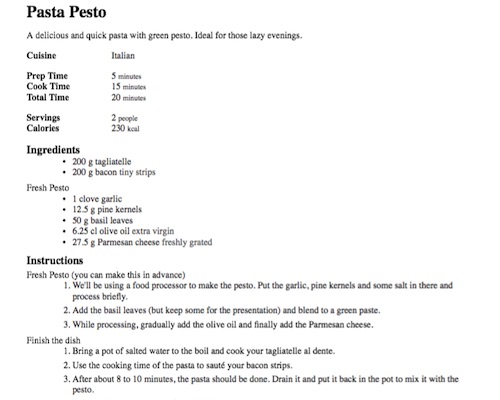 Pasta Pesto
A delicious and quick pasta with green pesto. Ideal for those lazy evenings.
Cuisine Italian
Prep Time 5 minutes
Cook Time 15 minutes
Total Time 20 minutes
Servings 2 people
Calories 230 kcal
Ingredients
• 200 g tagliatelle
• 200 g bacon tiny strips
Fresh Pesto
• 1 clove garlic
• 12.5 g pine kernels
• 50 g basil leaves
• 6.25 cl olive oil extra virgin
• 27.5 g Parmesan cheese freshly grated
Instructions
Fresh Pesto (you can make this in advance)
1. We'll be using a food processor to make the pesto. Put the garlic, pine kernels and some salt in there and
process briefly.
2. Add the basil leaves (but keep some for the presentation) and blend to a green paste.
3. While processing, gradually add the olive oil and finally add the Parmesan cheese.
Finish the dish
1. Bring a pot of salted water to the boil and cook your tagliatelle al dente.
2. Use the cooking time of the pasta to sauté your bacon strips.
3. After about 8 to 10 minutes, the pasta should be done. Drain it and put it back in the pot to mix it with the
pesto.